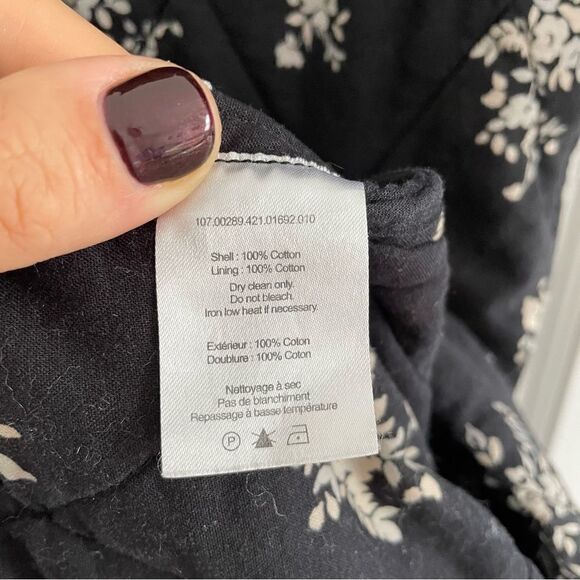 107.00289.421.01692.010
Shell : 100% Cotton
Lining : 100% Cotton
Dry clean only.
Do not bleach.
Iron low heat if necessary.
Extérieur : 100% Coton
Doublure : 100% Coton
Nettoyage à sec
Pas de blanchiment
Repassage à basse température
P